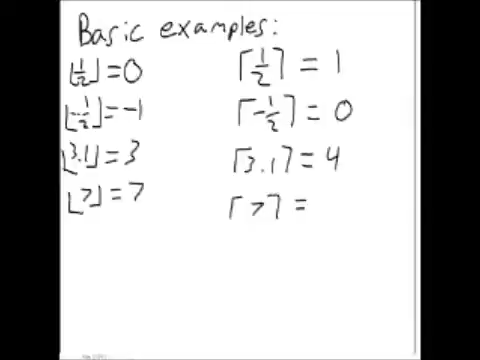 Basic examples:
⌊1/2⌋ = 0 ⌈1/2⌉ = 1
⌊-1/2⌋ = -1 ⌈-1/2⌉ = 0
⌊3.1⌋ = 3 ⌈3.1⌉ = 4
⌊7⌋ = 7 ⌈7⌉ =